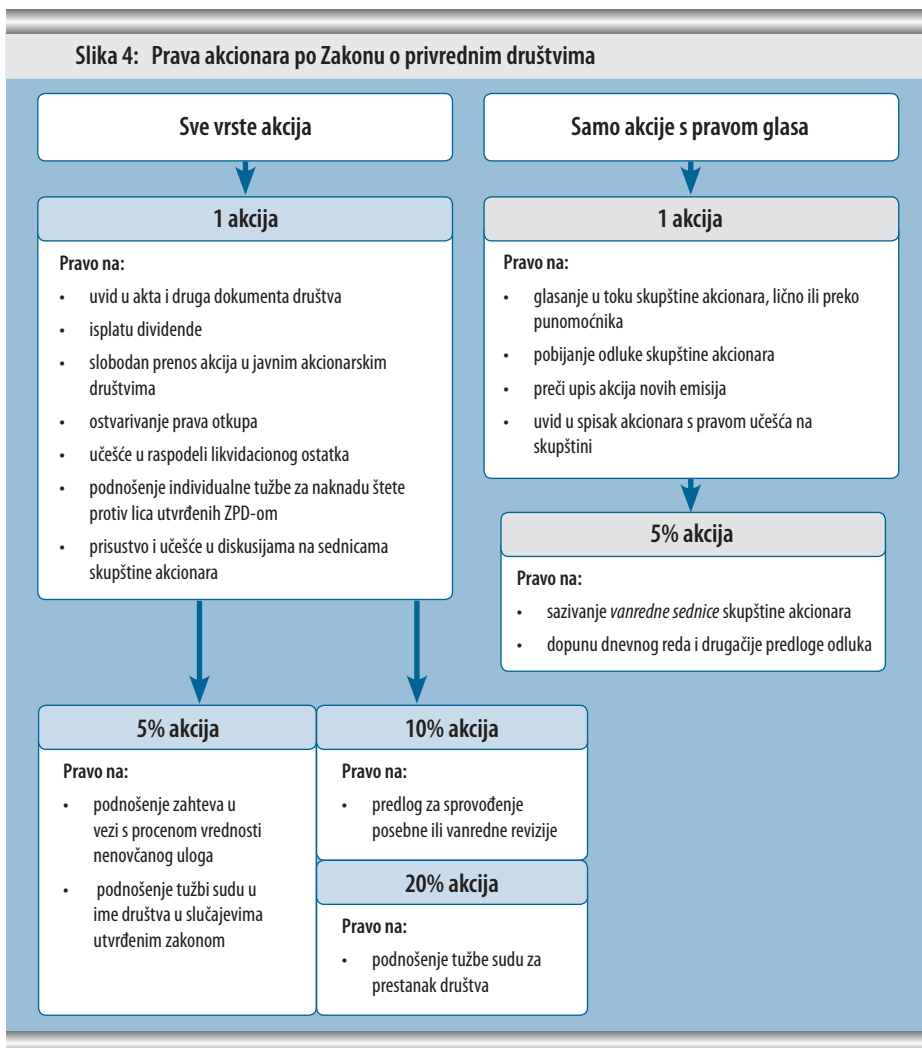 Slika 4: Prava akcionara po Zakonu o privrednim društvima
Sve vrste akcija
1 akcija
Pravo na:
• uvid u akta i druga dokumenta društva
• isplatu dividende
• slobodan prenos akcija u javnim akcionarskim
društvima
• ostvarivanje prava otkupa
• učešće u raspodeli likvidacionog ostatka
• podnošenje individualne tužbe za naknadu štete
protiv lica utvrđenih ZPD-om
• prisustvo i učešće u diskusijama na sednicama
skupštine akcionara
Samo akcije s pravom glasa
1 akcija
Pravo na:
• glasanje u toku skupštine akcionara, lično ili preko
punomoćnika
• pobijanje odluke skupštine akcionara
• preči upis akcija novih emisija
• uvid u spisak akcionara s pravom učešća na
skupštini
5% akcija
Pravo na:
• sazivanje vanredne sednice skupštine akcionara
• dopunu dnevnog reda i drugačije predloge odluka
5% akcija
Pravo na:
• podnošenje zahteva u
vezi s procenom vrednosti
nenovčanog uloga
• podnošenje tužbi sudu u
ime društva u slučajevima
utvrđenim zakonom
10% akcija
Pravo na:
• predlog za sprovođenje
posebne ili vanredne revizije
20% akcija
Pravo na:
• podnošenje tužbe sudu za
prestanak društva